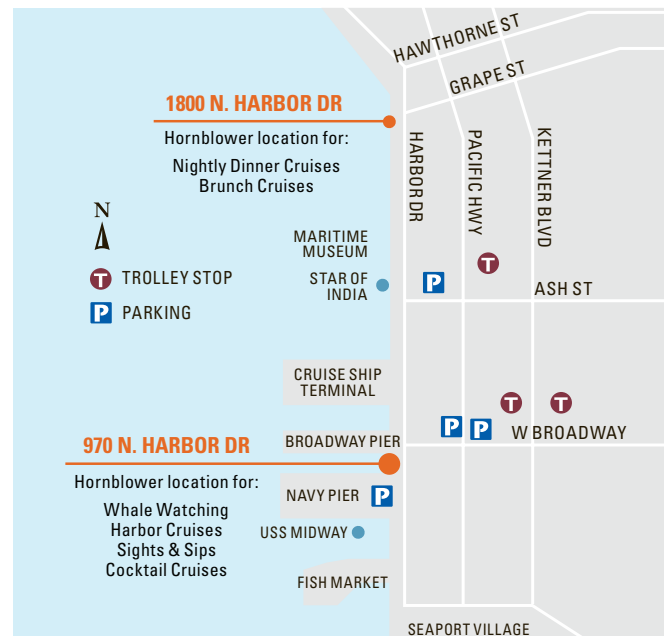 HAWTHORNE ST
GRAPE ST
1800 N. HARBOR DR
Hornblower location for:
Nightly Dinner Cruises
Brunch Cruises
HARBOR DR
PACIFIC HWY
KETTNER BLVD
N
MARITIME
MUSEUM
STAR OF
INDIA
T TROLLEY STOP
P PARKING
T
P
ASH ST
CRUISE SHIP
TERMINAL
T
T
P
P
W BROADWAY
BROADWAY PIER
970 N. HARBOR DR
Hornblower location for:
Whale Watching
Harbor Cruises
Sights & Sips
Cocktail Cruises
NAVY PIER
P
USS MIDWAY
FISH MARKET
SEAPORT VILLAGE